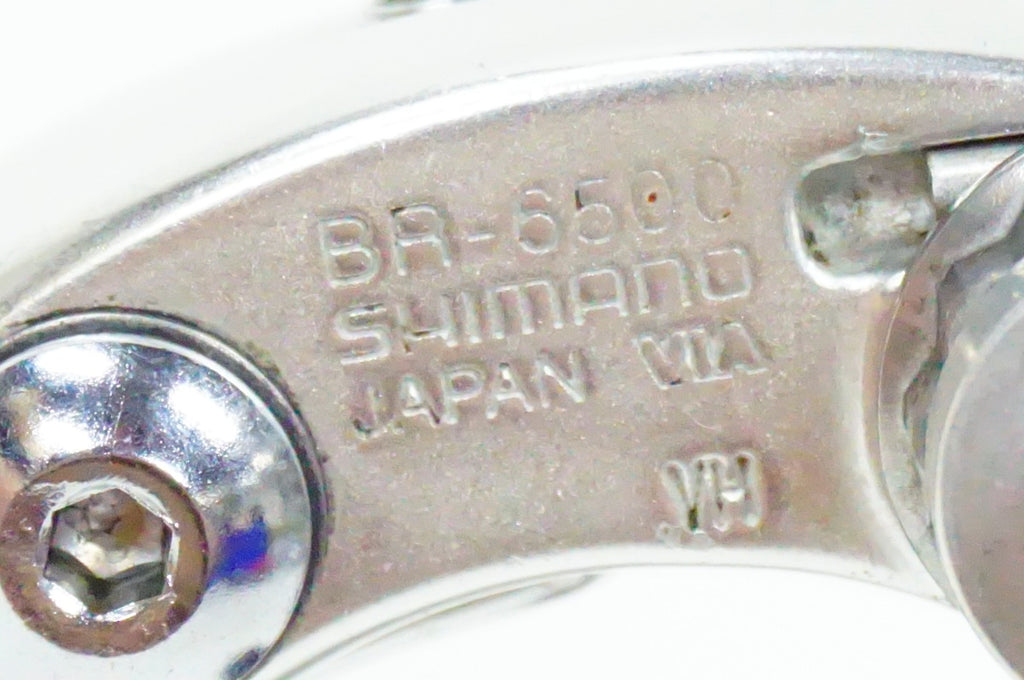 BR-6500
SHIMANO
JAPAN VIA
VH